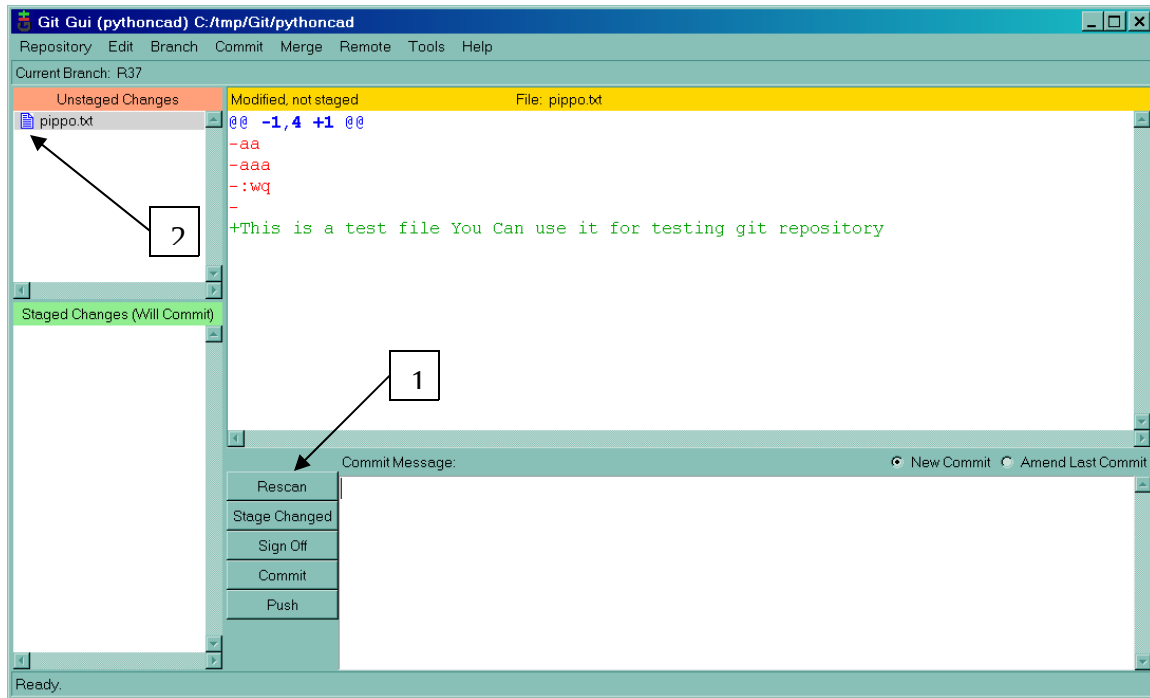 Git Gui (pythoncad) C:/tmp/Git/pythoncad
Repository Edit Branch Commit Merge Remote Tools Help
Current Branch: R37
Unstaged Changes
pippo.txt
2
Staged Changes (Will Commit)
Modified, not staged File: pippo.txt
@@ -1,4 +1 @@
-aa
-aaa
-:wq
-
+This is a test file You Can use it for testing git repository
1
Commit Message: New Commit Amend Last Commit
Rescan
Stage Changed
Sign Off
Commit
Push
Ready.